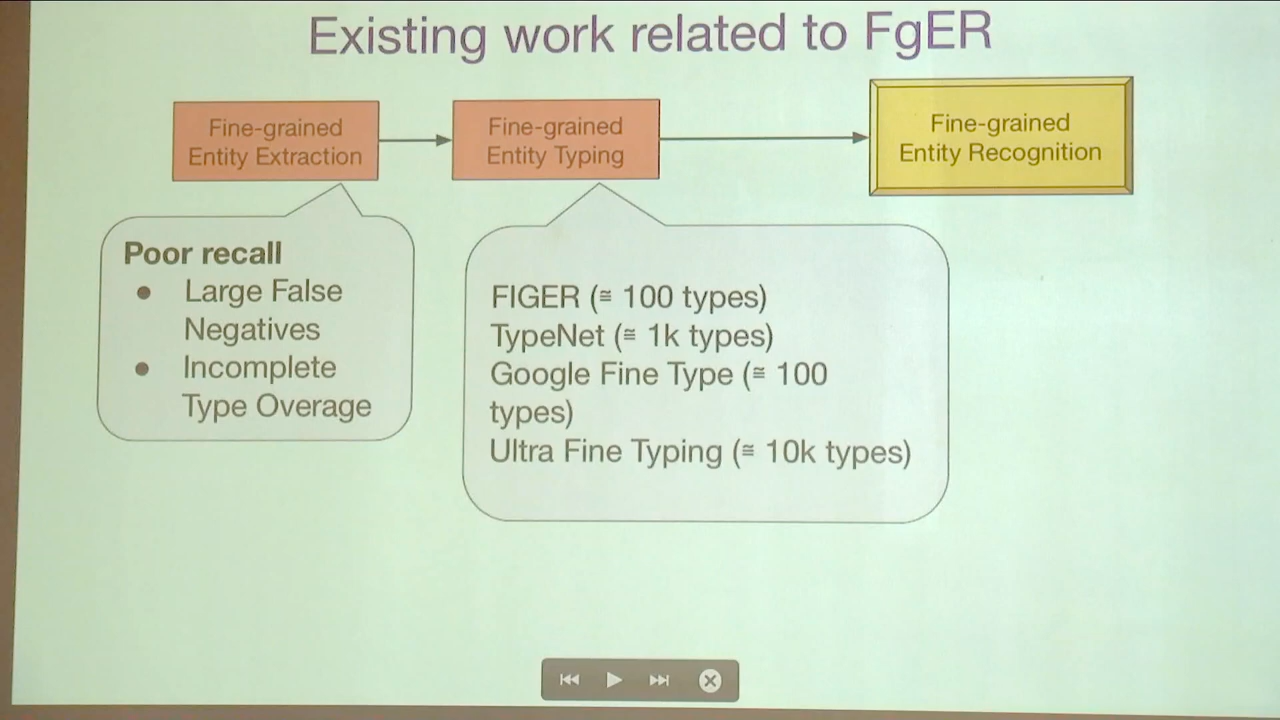 Existing work related to FgER
Fine-grained
Entity Extraction
Fine-grained
Entity Typing
Fine-grained
Entity Recognition
Poor recall
● Large False
Negatives
● Incomplete
Type Overage
FIGER (≅ 100 types)
TypeNet (≅ 1k types)
Google Fine Type (≅ 100
types)
Ultra Fine Typing (≅ 10k types)